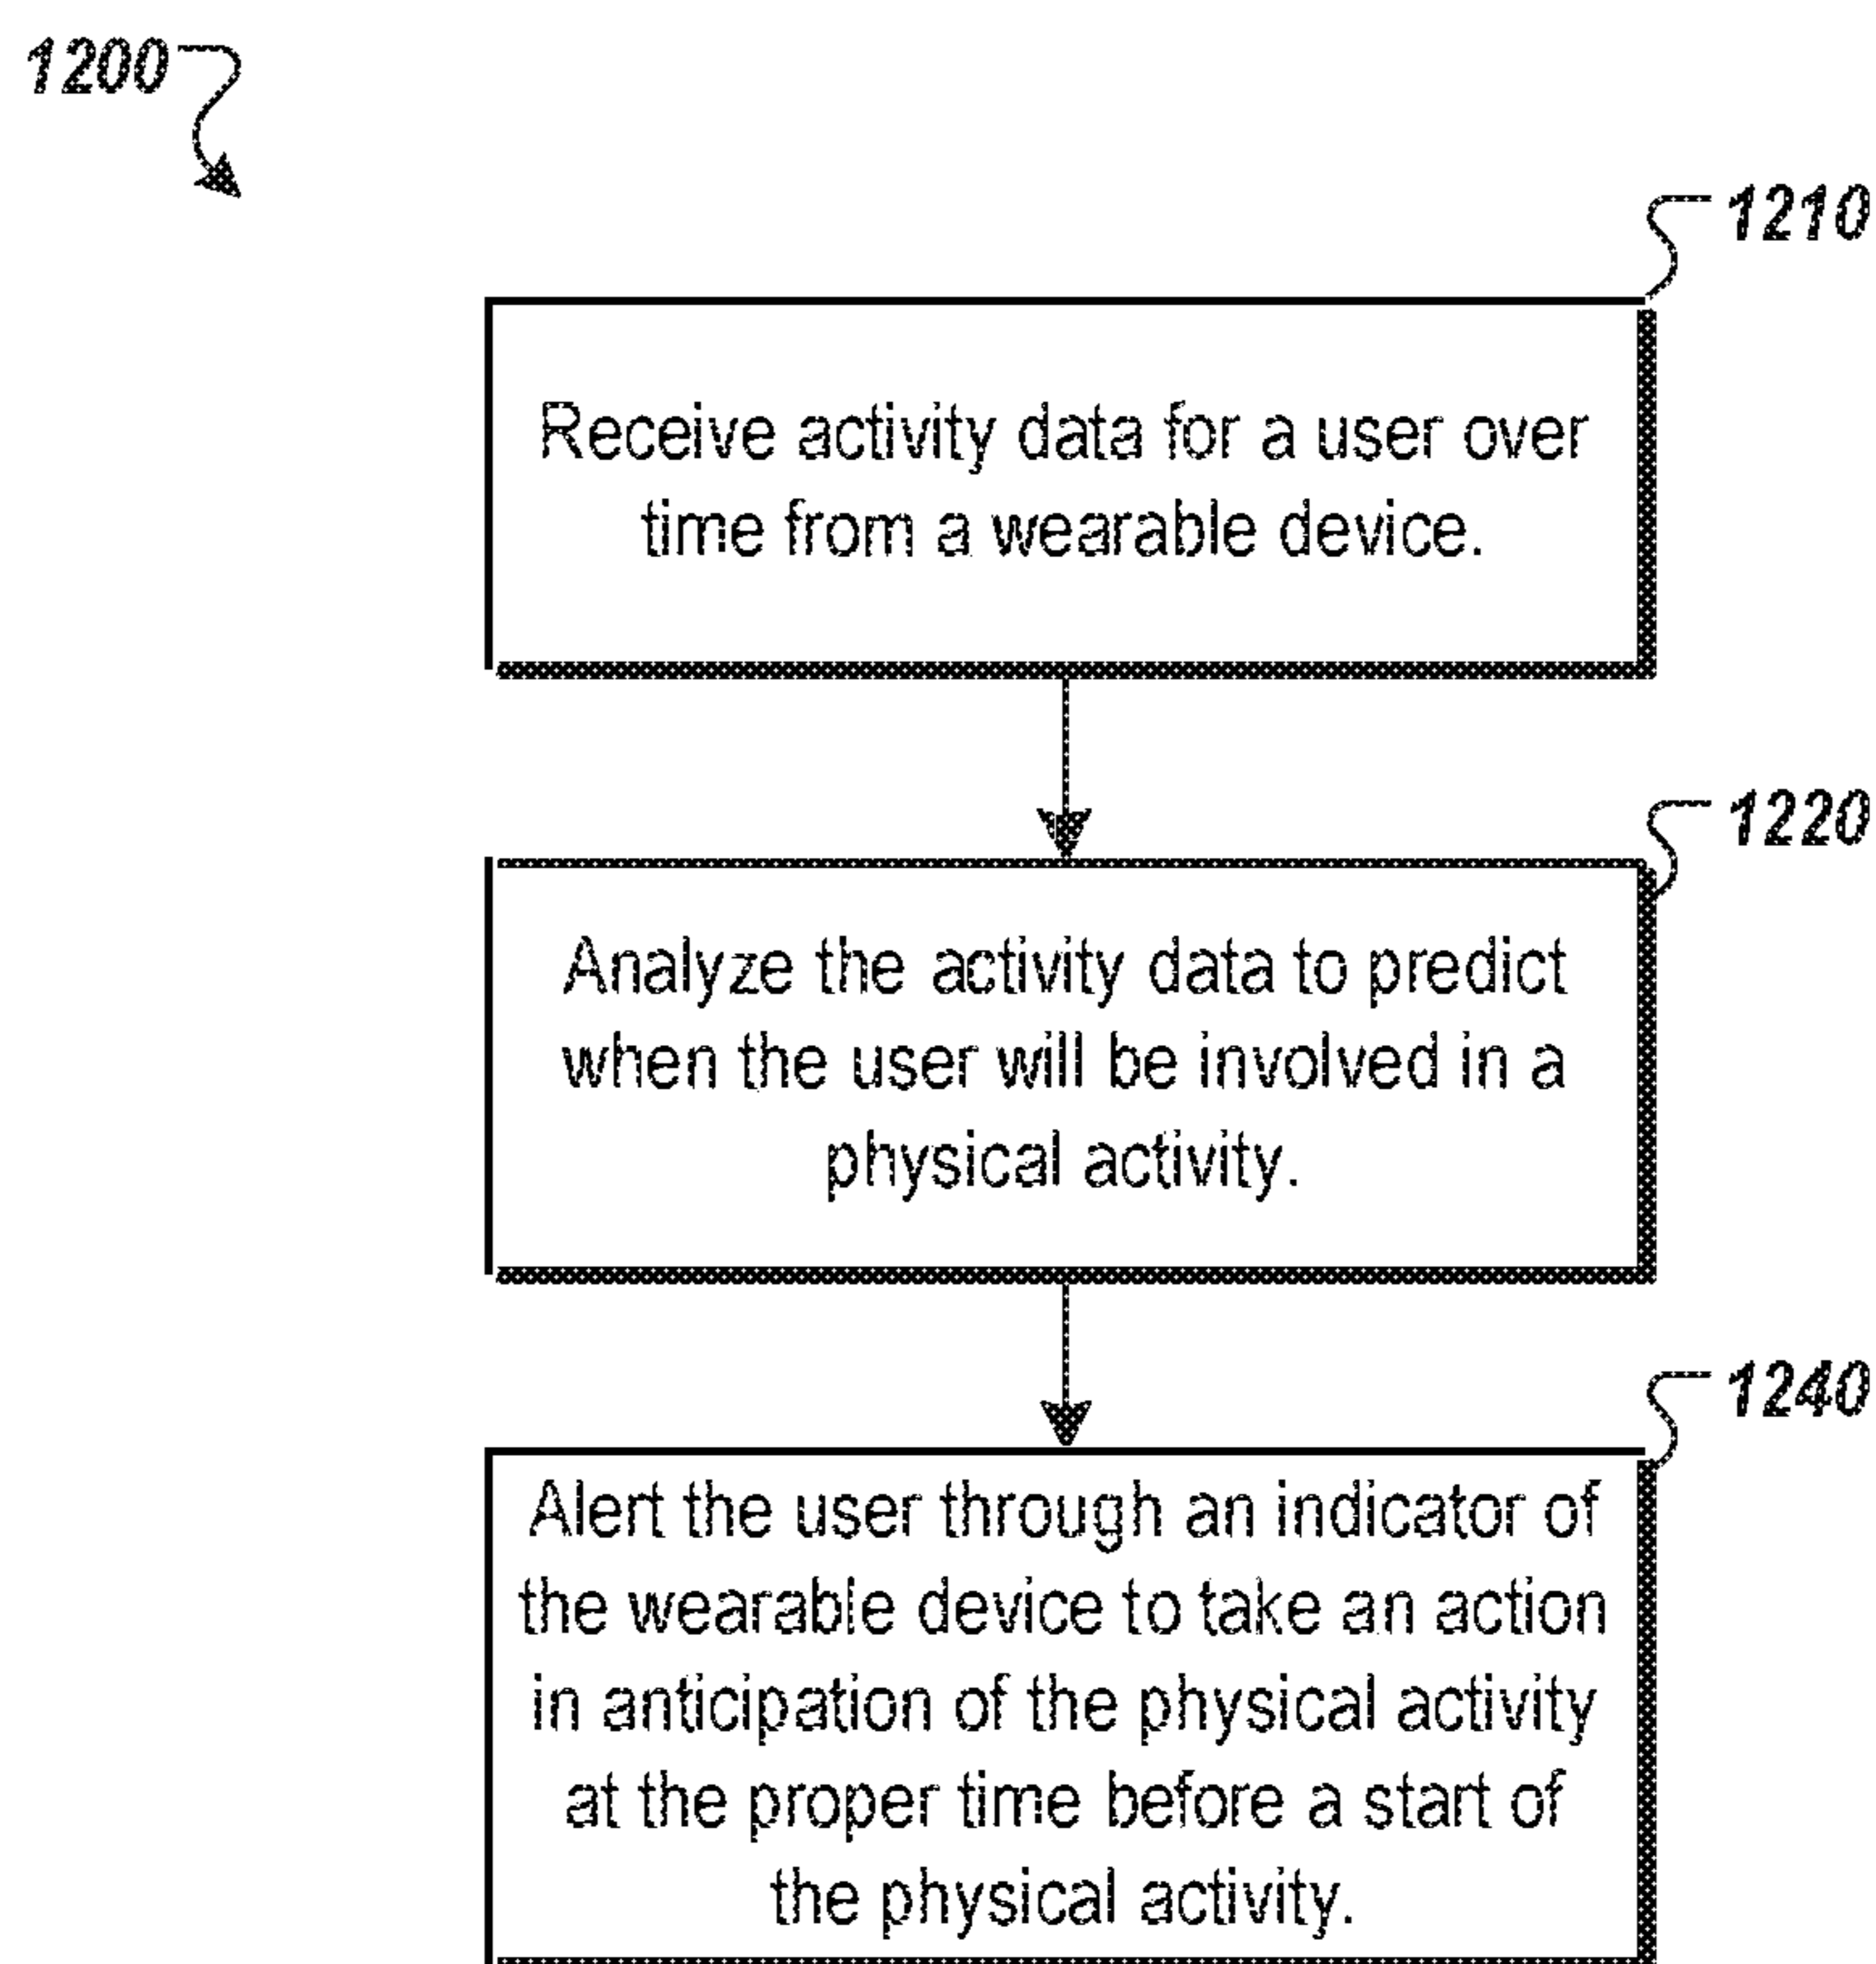 1200
1210
Receive activity data for a user over
time from a wearable device.
1220
Analyze the activity data to predict
when the user will be involved in a
physical activity.
1240
Alert the user through an indicator of
the wearable device to take an action
in anticipation of the physical activity
at the proper time before a start of
the physical activity.